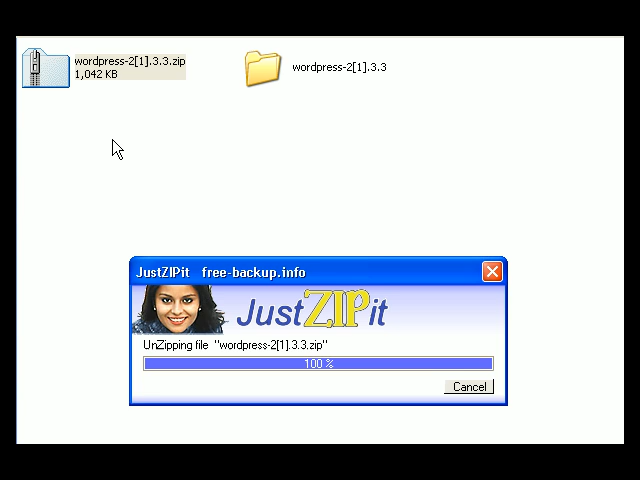 wordpress-2[1].3.3.zip
1,042 KB
wordpress-2[1].3.3
JustZIPit free-backup.info
JustZIPit
UnZipping file "wordpress-2[1].3.3.zip"
100 %
Cancel